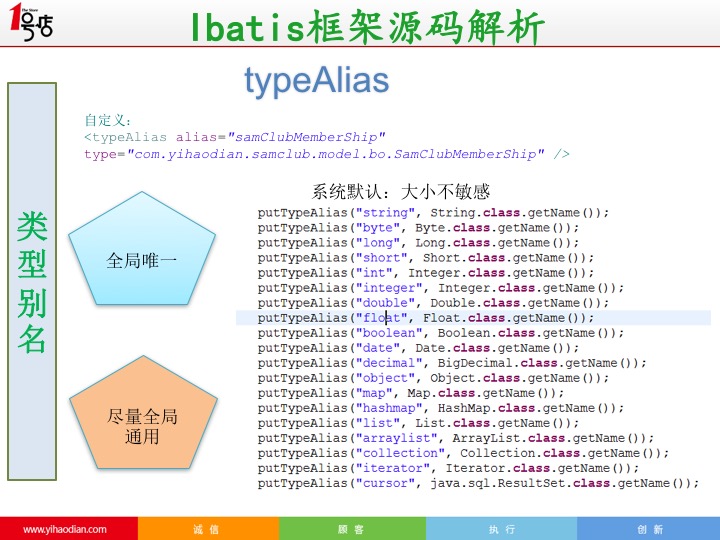 1号店
The Store
Ibatis框架源码解析
typeAlias
自定义:
<typeAlias alias="samClubMemberShip"
type="com.yihaodian.samclub.model.bo.SamClubMemberShip" />
类型别名
全局唯一
尽量全局
通用
系统默认：大小不敏感
putTypeAlias("string", String.class.getName());
putTypeAlias("byte", Byte.class.getName());
putTypeAlias("long", Long.class.getName());
putTypeAlias("short", Short.class.getName());
putTypeAlias("int", Integer.class.getName());
putTypeAlias("integer", Integer.class.getName());
putTypeAlias("double", Double.class.getName());
putTypeAlias("float", Float.class.getName());
putTypeAlias("boolean", Boolean.class.getName());
putTypeAlias("date", Date.class.getName());
putTypeAlias("decimal", BigDecimal.class.getName());
putTypeAlias("object", Object.class.getName());
putTypeAlias("map", Map.class.getName());
putTypeAlias("hashmap", HashMap.class.getName());
putTypeAlias("list", List.class.getName());
putTypeAlias("arraylist", ArrayList.class.getName());
putTypeAlias("collection", Collection.class.getName());
putTypeAlias("iterator", Iterator.class.getName());
putTypeAlias("cursor", java.sql.ResultSet.class.getName());
www.yihaodian.com
诚 信
顾 客
执 行
创 新